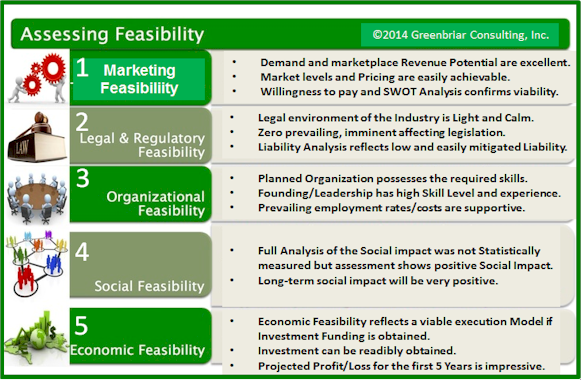 Assessing Feasibility
©2014 Greenbriar Consulting, Inc.
1 Marketing
Feasibility
• Demand and marketplace Revenue Potential are excellent.
• Market levels and Pricing are easily achievable.
• Willingness to pay and SWOT Analysis confirms viability.
2
Legal & Regulatory
Feasibility
LAW
• Legal environment of the Industry is Light and Calm.
• Zero prevailing, imminent affecting legislation.
• Liability Analysis reflects low and easily mitigated Liability.
3
Organizational
Feasibility
• Planned Organization possesses the required skills.
• Founding/Leadership has high Skill Level and experience.
• Prevailing employment rates/costs are supportive.
4
Social Feasibility
• Full Analysis of the Social impact was not Statistically
measured but assessment shows positive Social Impact.
• Long-term social impact will be very positive.
5
Economic Feasibility
• Economic Feasibility reflects a viable execution Model if
Investment Funding is obtained.
• Investment can be readibly obtained.
• Projected Profit/Loss for the first 5 Years is impressive.